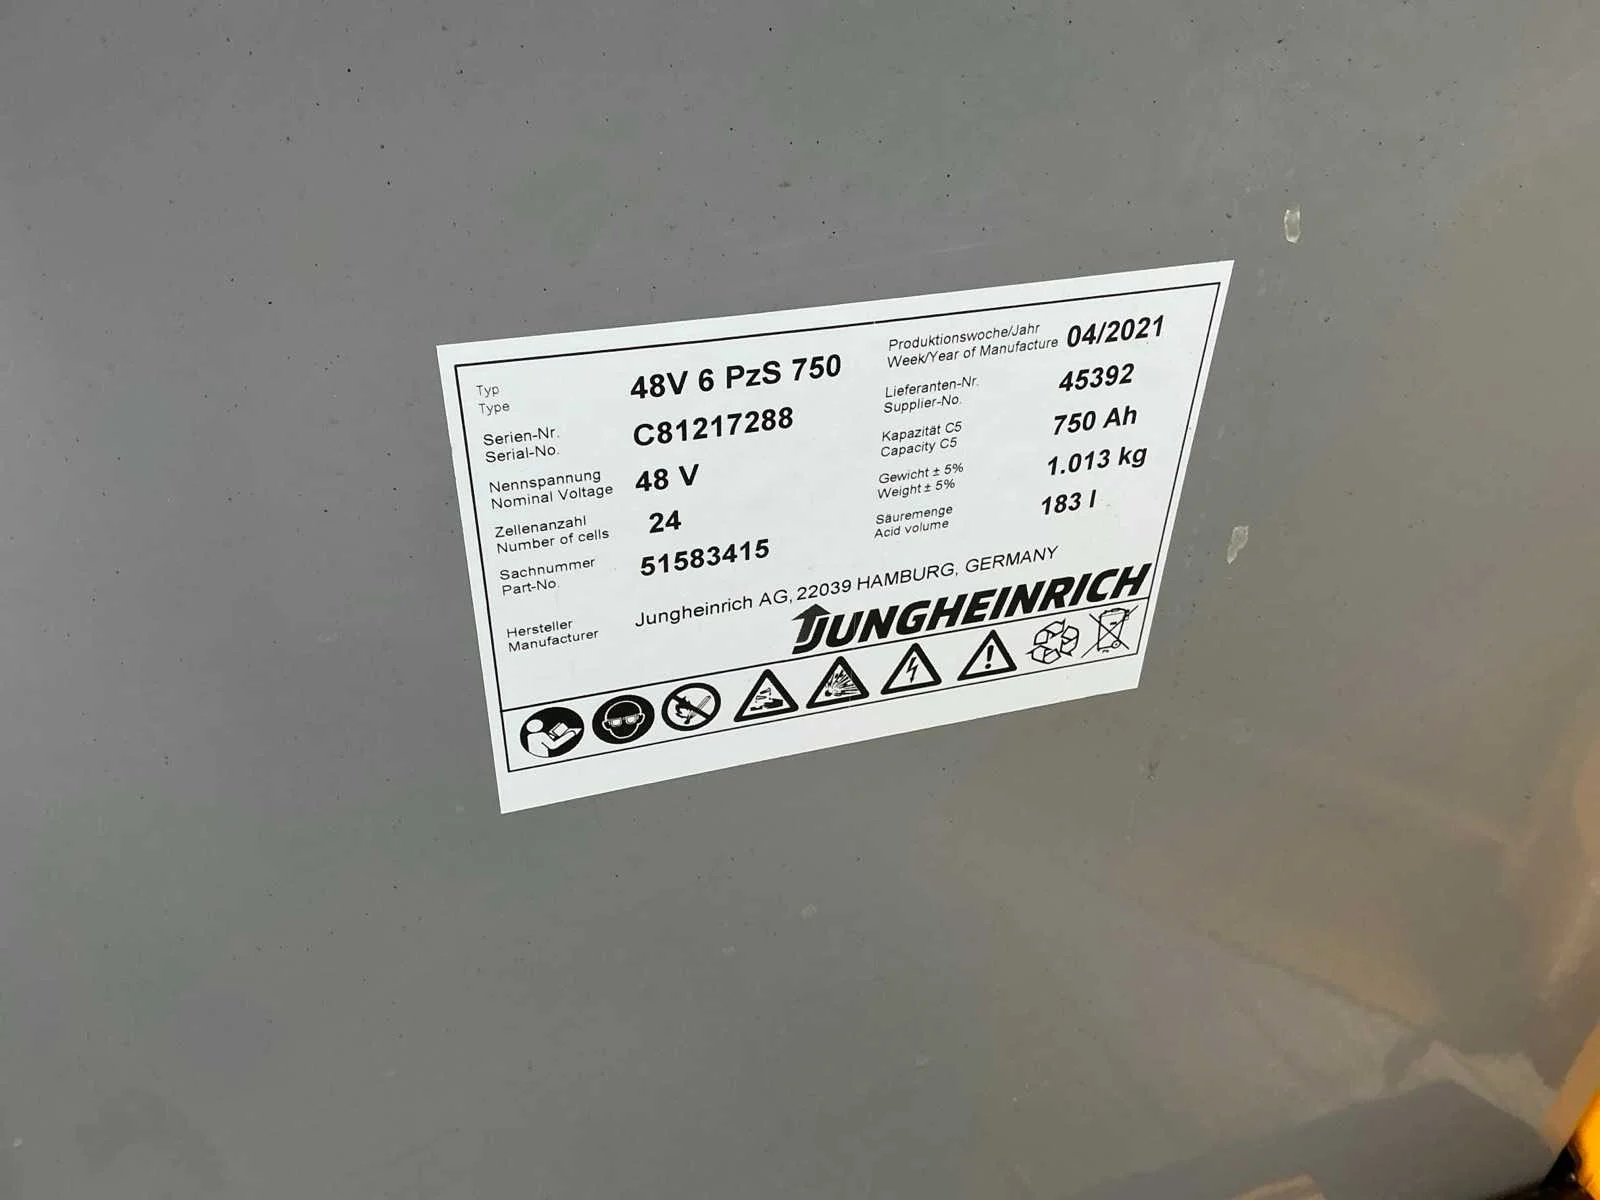 Typ
Type
48V 6 PzS 750
Serien-Nr.
Serial-No.
C81217288
Nennspannung
Nominal Voltage
48 V
Zellenanzahl
Number of cells
24
Sachnummer
Part-No.
51583415
Produktionswoche/Jahr
Week/Year of Manufacture
04/2021
Lieferanten-Nr.
Supplier-No.
45392
Kapazität C5
Capacity C5
750 Ah
Gewicht ± 5%
Weight ± 5%
1.013 kg
Säuremenge
Acid volume
183 l
Hersteller
Manufacturer
Jungheinrich AG, 22039 HAMBURG, GERMANY
JUNGHEINRICH